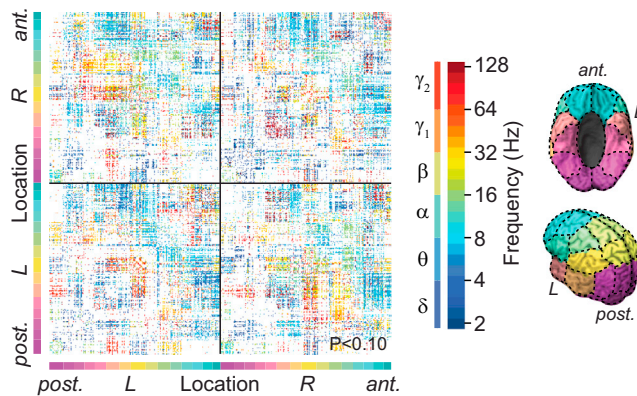 ant.
R
Location
L
post.
P<0.10
post. L Location R ant.
γ₂
γ₁
β
α
θ
δ
128
64
32
16
8
4
2
Frequency (Hz)
ant.
L
L
post.